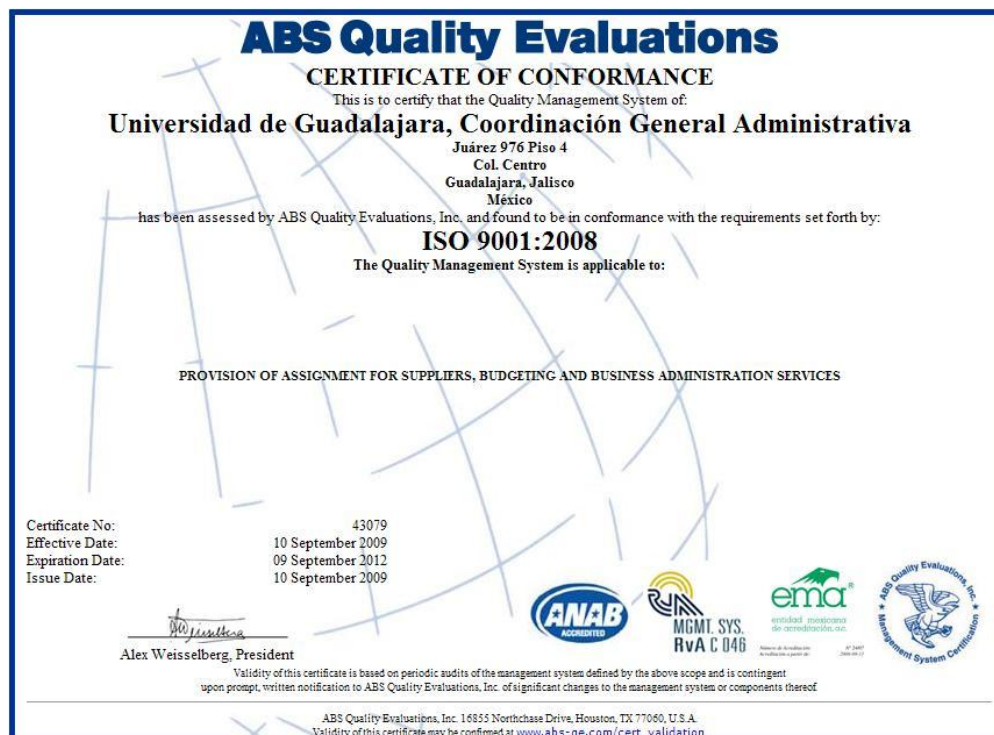 ABS Quality Evaluations
CERTIFICATE OF CONFORMANCE
This is to certify that the Quality Management System of:
Universidad de Guadalajara, Coordinación General Administrativa
Juárez 976 Piso 4
Col. Centro
Guadalajara, Jalisco
México
has been assessed by ABS Quality Evaluations, Inc. and found to be in conformance with the requirements set forth by:
ISO 9001:2008
The Quality Management System is applicable to:
PROVISION OF ASSIGNMENT FOR SUPPLIERS, BUDGETING AND BUSINESS ADMINISTRATION SERVICES
Certificate No: 43079
Effective Date: 10 September 2009
Expiration Date: 09 September 2012
Issue Date: 10 September 2009
Alex Weisselberg, President
ANAB
ACCREDITED
RvA
MGMT. SYS.
RvA C 046
ema
entidad mexicana
de acreditación, a.c.
ABS Quality Evaluations, Inc.
Management System Certification
Validity of this certificate is based on periodic audits of the management system defined by the above scope and is contingent
upon prompt, written notification to ABS Quality Evaluations, Inc. of significant changes to the management system or components thereof
ABS Quality Evaluations, Inc. 16855 Northchase Drive, Houston, TX 77060, U.S.A.
Validity of this certificate may be confirmed at www.abs-qe.com/cert_validation